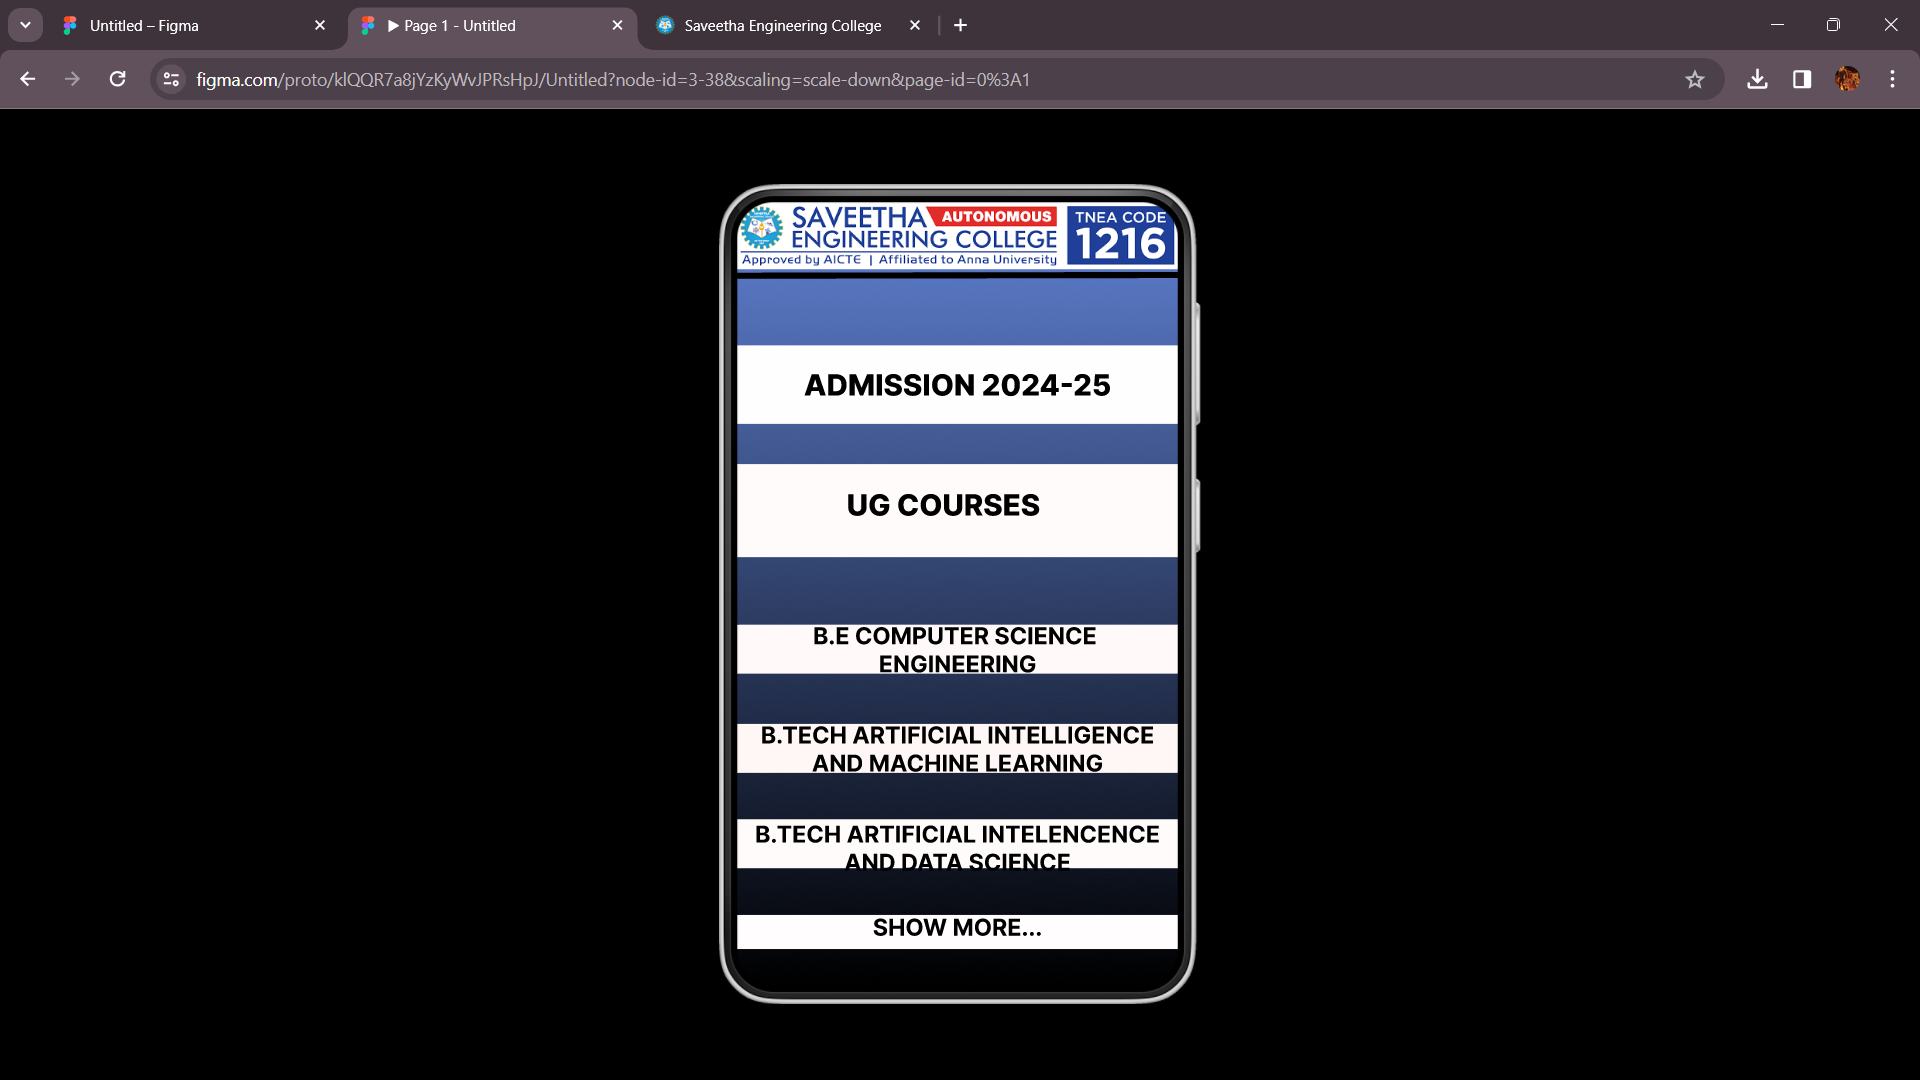 Untitled – Figma
▶ Page 1 - Untitled
Saveetha Engineering College
figma.com/proto/klQQR7a8jYzKyWvJPRsHpJ/Untitled?node-id=3-38&scaling=scale-down&page-id=0%3A1
SAVEETHA AUTONOMOUS
ENGINEERING COLLEGE
Approved by AICTE | Affiliated to Anna University
TNEA CODE
1216
ADMISSION 2024-25
UG COURSES
B.E COMPUTER SCIENCE
ENGINEERING
B.TECH ARTIFICIAL INTELLIGENCE
AND MACHINE LEARNING
B.TECH ARTIFICIAL INTELENCENCE
AND DATA SCIENCE
SHOW MORE...